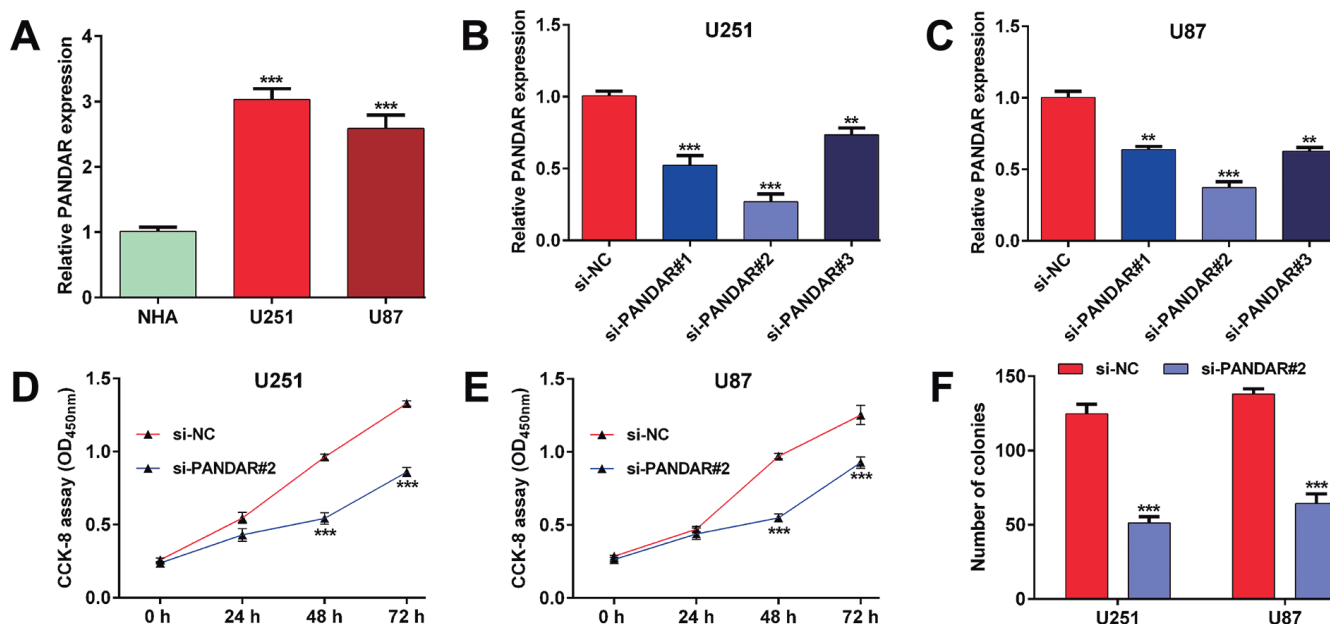 A
Relative PANDAR expression
4
3
2
1
0
***
***
NHA
U251
U87
B
U251
Relative PANDAR expression
1.5
1.0
0.5
0.0
***
***
**
si-NC
si-PANDAR#1
si-PANDAR#2
si-PANDAR#3
C
U87
Relative PANDAR expression
1.5
1.0
0.5
0.0
**
***
**
si-NC
si-PANDAR#1
si-PANDAR#2
si-PANDAR#3
D
U251
CCK-8 assay (OD450nm)
1.5
1.0
0.5
0.0
si-NC
si-PANDAR#2
***
***
0 h
24 h
48 h
72 h
E
U87
CCK-8 assay (OD450nm)
1.5
1.0
0.5
0.0
si-NC
si-PANDAR#2
***
***
0 h
24 h
48 h
72 h
F
si-NC
si-PANDAR#2
Number of colonies
150
100
50
0
***
***
U251
U87